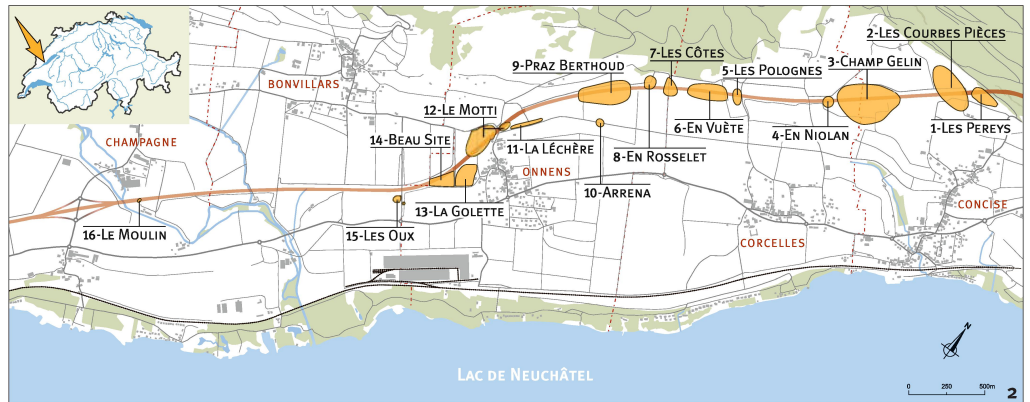 2-Les Courbes Pièces
7-Les Côtes
3-Champ Gelin
9-Praz Berthoud
5-Les Polognes
Bonvillars
12-Le Motti
14-Beau Site
Champagne
6-En Vuète
4-En Niolan
1-Les Pereys
11-La Léchère
8-En Rosselet
Onnens
10-Arrena
13-La Golette
Concise
16-Le Moulin
15-Les Oux
Corcelles
N
Lac de Neuchâtel
0 250 500m
2